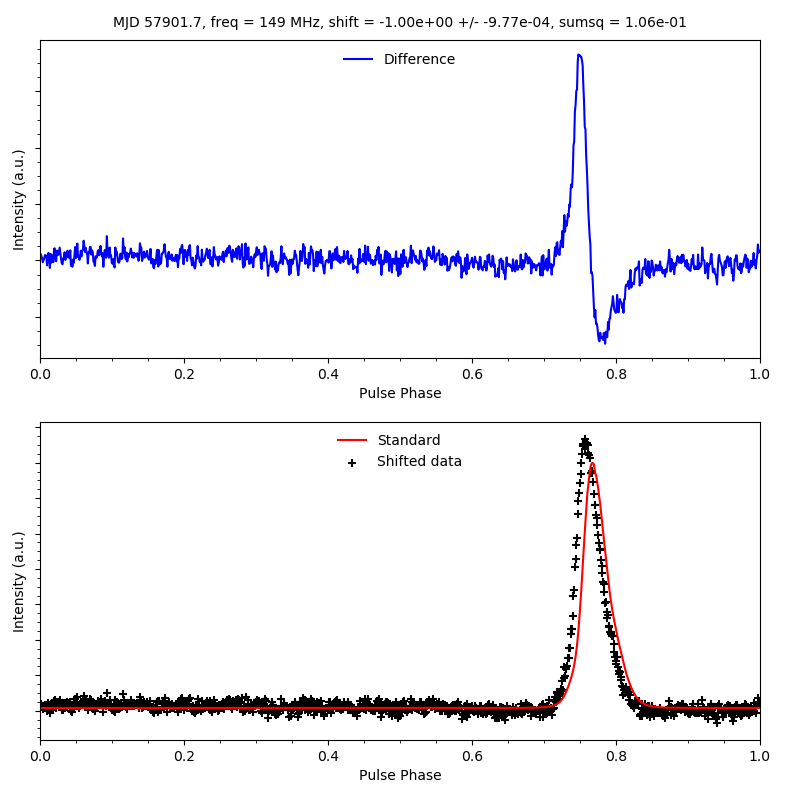 MJD 57901.7, freq = 149 MHz, shift = -1.00e+00 +/- -9.77e-04, sumsq = 1.06e-01
Difference
Intensity (a.u.)
0.0 0.2 0.4 0.6 0.8 1.0
Pulse Phase
Standard
Shifted data
Intensity (a.u.)
0.0 0.2 0.4 0.6 0.8 1.0
Pulse Phase